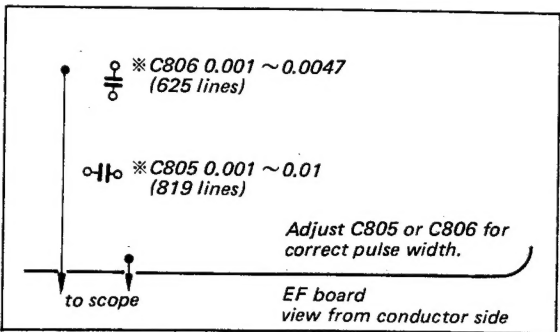 ※C806 0.001 ~0.0047
(625 lines)
※C805 0.001 ~0.01
(819 lines)
Adjust C805 or C806 for
correct pulse width.
to scope
EF board
view from conductor side